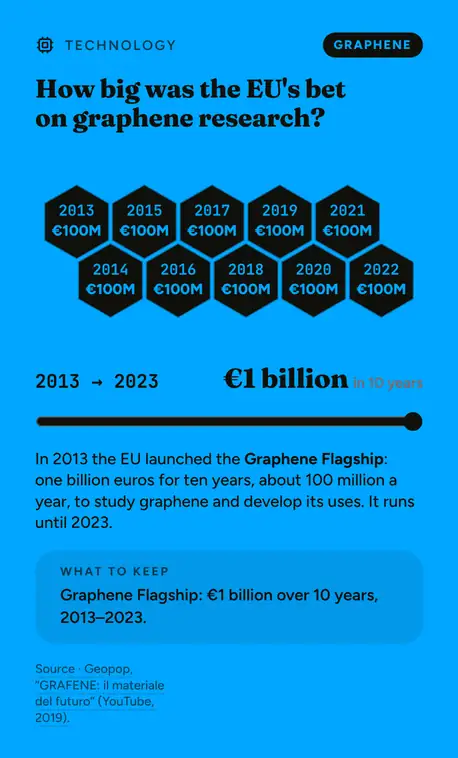 TECHNOLOGY
GRAPHENE
How big was the EU's bet
on graphene research?
2013 2015 2017 2019 2021
€100M €100M €100M €100M €100M
2014 2016 2018 2020 2022
€100M €100M €100M €100M €100M
2013 → 2023
€1 billion in 10 years
In 2013 the EU launched the Graphene Flagship:
one billion euros for ten years, about 100 million a
year, to study graphene and develop its uses. It runs
until 2023.
WHAT TO KEEP
Graphene Flagship: €1 billion over 10 years,
2013–2023.
Source · Geopop,
"GRAFENE: il materiale
del futuro" (YouTube,
2019).